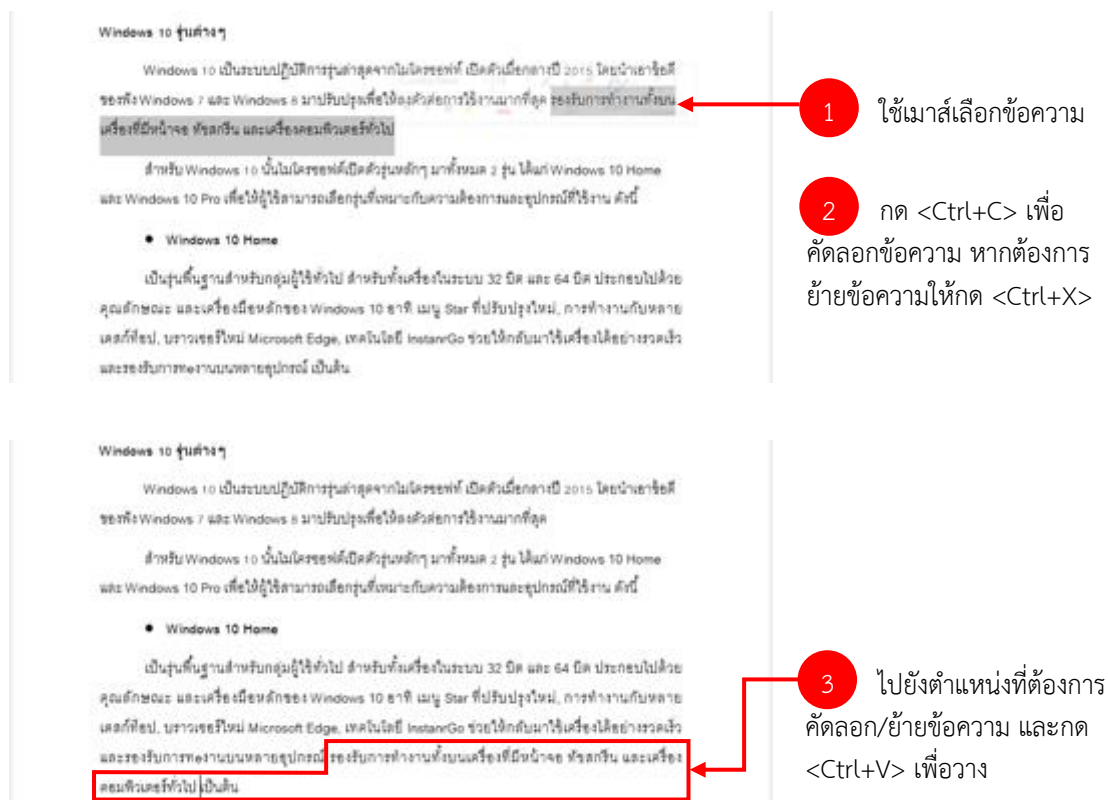 Windows 10 รุ่นต่างๆ
Windows 10 เป็นระบบปฏิบัติการรุ่นล่าสุดจากไมโครซอฟท์ เปิดตัวเมื่อกลางปี 2015 โดยนำเอาข้อดี
ของทั้ง Windows 7 และ Windows 8 มาปรับปรุงเพื่อให้ลงตัวต่อการใช้งานมากที่สุด รองรับการทำงานทั้งบน
เครื่องที่มีหน้าจอ ทัชสกรีน และเครื่องคอมพิวเตอร์ทั่วไป
สำหรับ Windows 10 นั้นไมโครซอฟต์เปิดตัวรุ่นหลักๆ มาทั้งหมด 2 รุ่น ได้แก่ Windows 10 Home
และ Windows 10 Pro เพื่อให้ผู้ใช้สามารถเลือกรุ่นที่เหมาะกับความต้องการและอุปกรณ์ที่ใช้งาน ดังนี้
● Windows 10 Home
เป็นรุ่นพื้นฐานสำหรับกลุ่มผู้ใช้ทั่วไป สำหรับทั้งเครื่องในระบบ 32 บิต และ 64 บิต ประกอบไปด้วย
คุณลักษณะ และเครื่องมือหลักของ Windows 10 อาทิ เมนู Star ที่ปรับปรุงใหม่, การทำงานกับหลาย
เดสก์ท็อป, บราวเซอร์ใหม่ Microsoft Edge, เทคโนโลยี InstanrGo ช่วยให้กลับมาใช้เครื่องได้อย่างรวดเร็ว
และรองรับการทeงานบนหลายอุปกรณ์ เป็นต้น
1 ใช้เมาส์เลือกข้อความ
2 กด <Ctrl+C> เพื่อ
คัดลอกข้อความ หากต้องการ
ย้ายข้อความให้กด <Ctrl+X>
Windows 10 รุ่นต่างๆ
Windows 10 เป็นระบบปฏิบัติการรุ่นล่าสุดจากไมโครซอฟท์ เปิดตัวเมื่อกลางปี 2015 โดยนำเอาข้อดี
ของทั้ง Windows 7 และ Windows 8 มาปรับปรุงเพื่อให้ลงตัวต่อการใช้งานมากที่สุด
สำหรับ Windows 10 นั้นไมโครซอฟต์เปิดตัวรุ่นหลักๆ มาทั้งหมด 2 รุ่น ได้แก่ Windows 10 Home
และ Windows 10 Pro เพื่อให้ผู้ใช้สามารถเลือกรุ่นที่เหมาะกับความต้องการและอุปกรณ์ที่ใช้งาน ดังนี้
● Windows 10 Home
เป็นรุ่นพื้นฐานสำหรับกลุ่มผู้ใช้ทั่วไป สำหรับทั้งเครื่องในระบบ 32 บิต และ 64 บิต ประกอบไปด้วย
คุณลักษณะ และเครื่องมือหลักของ Windows 10 อาทิ เมนู Star ที่ปรับปรุงใหม่, การทำงานกับหลาย
เดสก์ท็อป, บราวเซอร์ใหม่ Microsoft Edge, เทคโนโลยี InstanrGo ช่วยให้กลับมาใช้เครื่องได้อย่างรวดเร็ว
และรองรับการทeงานบนหลายอุปกรณ์ รองรับการทำงานทั้งบนเครื่องที่มีหน้าจอ ทัชสกรีน และเครื่อง
คอมพิวเตอร์ทั่วไป เป็นต้น
3 ไปยังตำแหน่งที่ต้องการ
คัดลอก/ย้ายข้อความ และกด
<Ctrl+V> เพื่อวาง